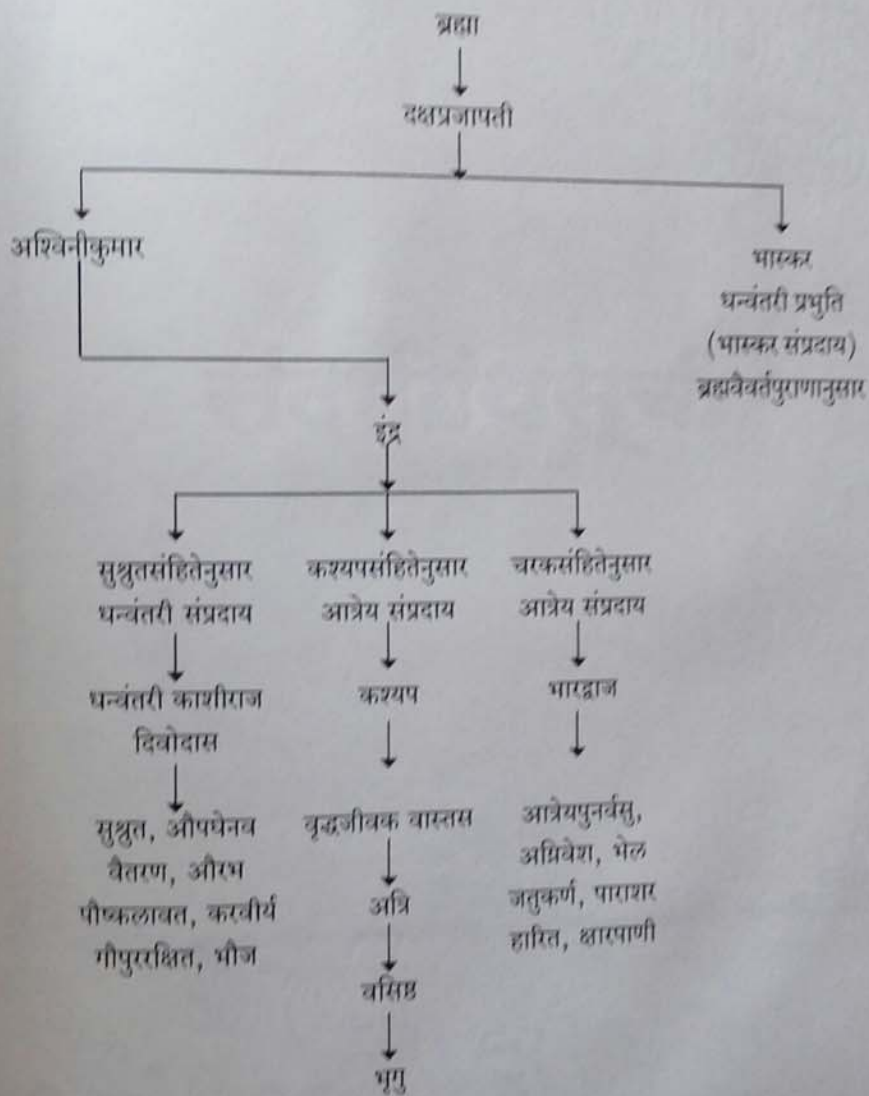 ब्रह्मा
दक्षप्रजापती
अश्विनीकुमार
भास्कर
धन्वंतरी प्रभुति
(भास्कर संप्रदाय)
ब्रह्मवैवर्तपुराणानुसार
इंद्र
सुश्रुतसंहितेनुसार
धन्वंतरी संप्रदाय
धन्वंतरी काशीराज
दिवोदास
सुश्रुत, औपघेनव
वैतरण, औरभ
पौष्कलावत, करवीर्य
गौपुररक्षित, भौज
कश्यपसंहितेनुसार
आत्रेय संप्रदाय
कश्यप
वृद्धजीवक वास्तस
अत्रि
वसिष्ठ
भृगु
चरकसंहितेनुसार
आत्रेय संप्रदाय
भारद्वाज
आत्रेयपुनर्वसु,
अग्निवेश, भेल
जतुकर्ण, पाराशर
हारित, क्षारपाणी